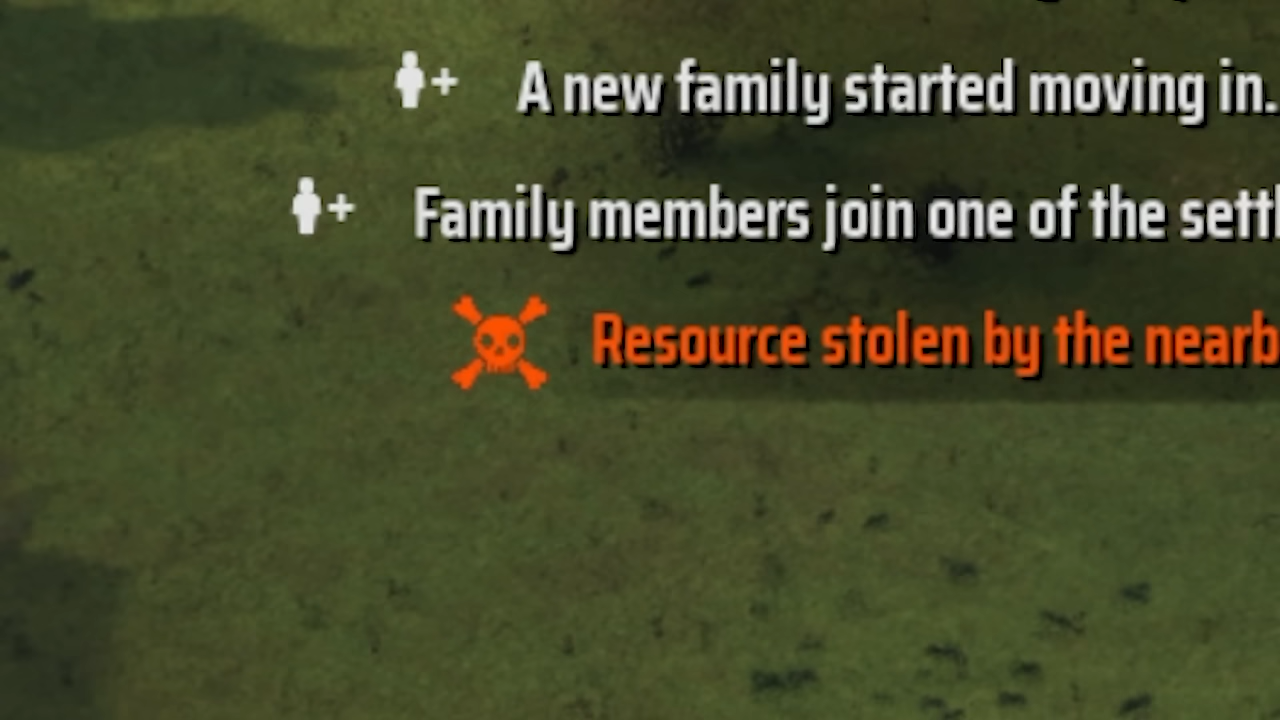 A new family started moving in.
Family members join one of the settl
Resource stolen by the nearb